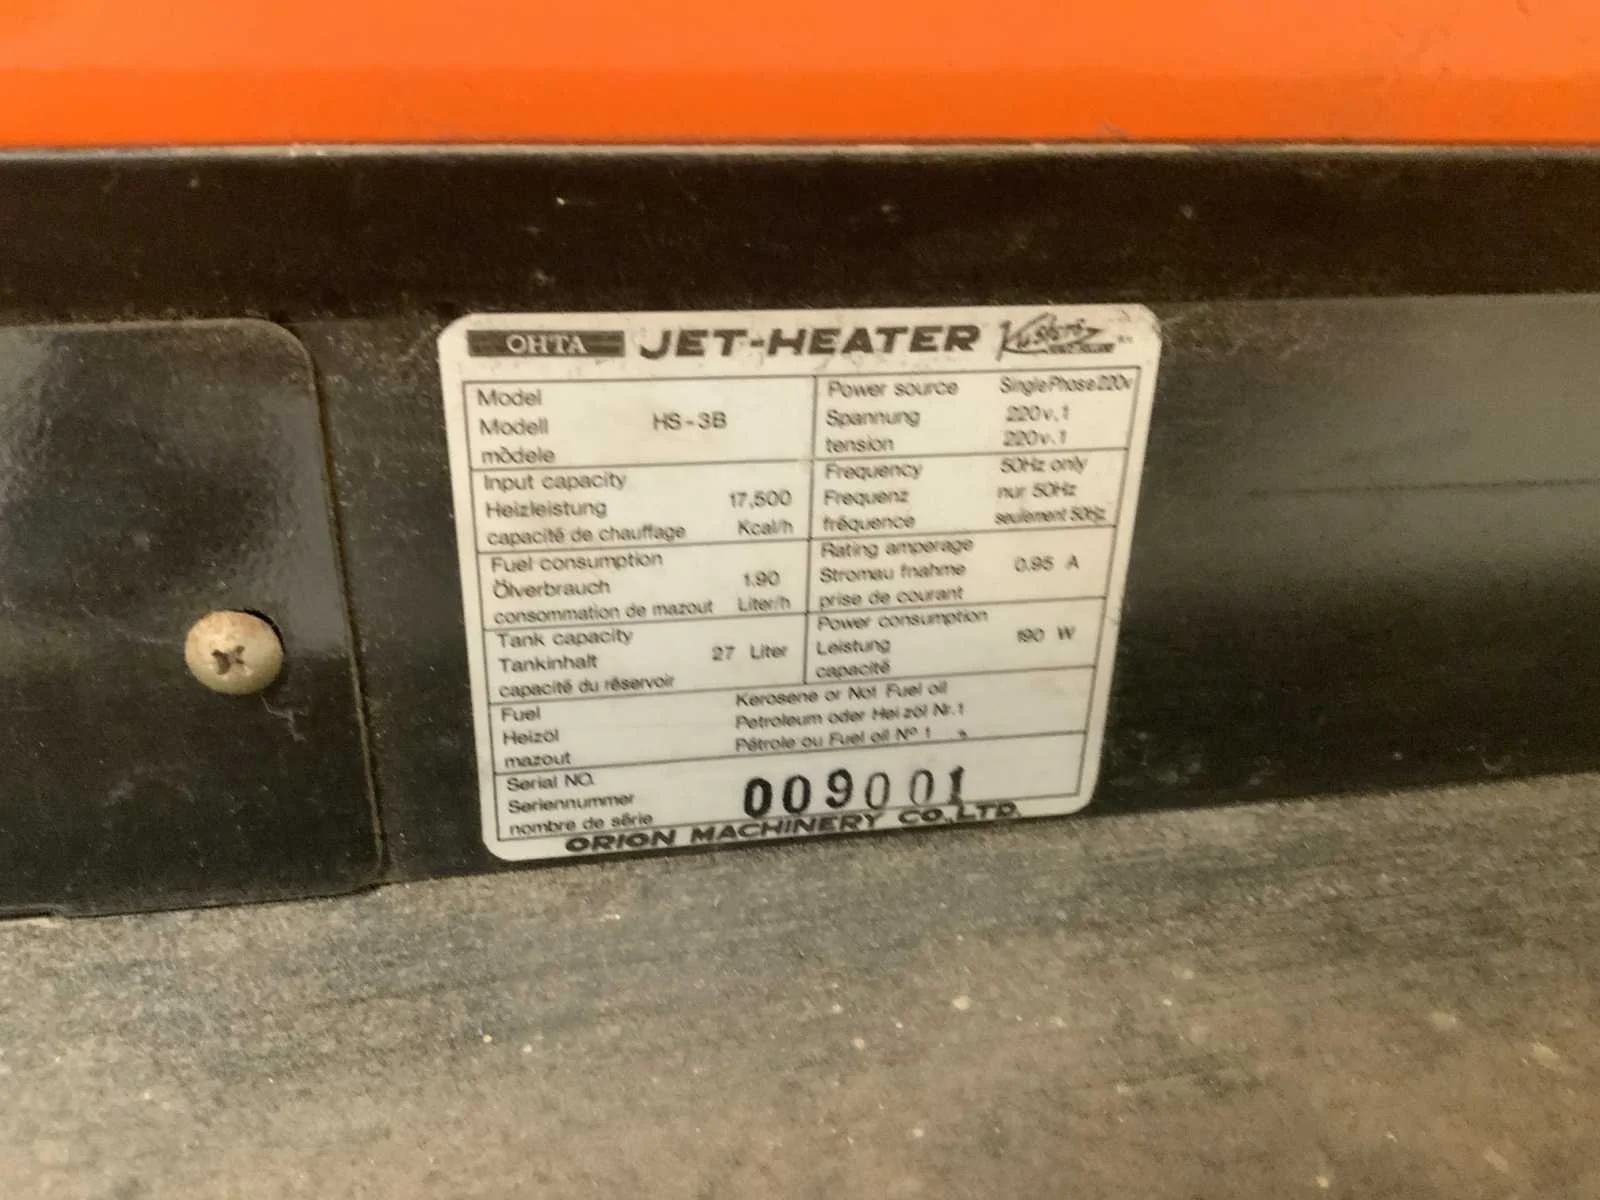 OHTA JET-HEATER Kusters
Model
Modell HS-3B
mòdele
Input capacity
Heizleistung 17,500
capacité de chauffage Kcal/h
Fuel consumption
Ölverbrauch 1.90
consommation de mazout Liter/h
Tank capacity
Tankinhalt 27 Liter
capacité du réservoir
Power source Single Phase 220v
Spannung 220v.1
tension 220v.1
Frequency 50Hz only
Frequenz nur 50Hz
fréquence seulement 50Hz
Rating amperage
Stromau fnahme 0.95 A
prise de courant
Power consumption
Leistung 190 W
capacité
Fuel Kerosene or No1 Fuel oil
Heizöl Petroleum oder Hei zöl Nr.1
mazout Pétrole ou Fuel oil Nº 1
Serial NO.
Seriennummer 009001
nombre de série
ORION MACHINERY CO.,LTD.